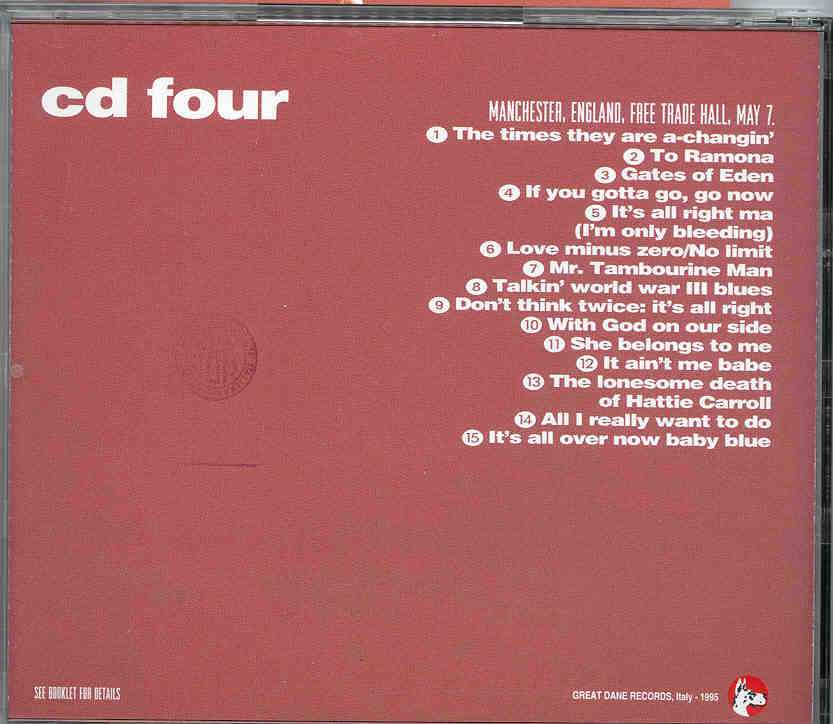 cd four
MANCHESTER, ENGLAND, FREE TRADE HALL, MAY 7.
1 The times they are a-changin'
2 To Ramona
3 Gates of Eden
4 If you gotta go, go now
5 It's all right ma
(I'm only bleeding)
6 Love minus zero/No limit
7 Mr. Tambourine Man
8 Talkin' world war III blues
9 Don't think twice: it's all right
10 With God on our side
11 She belongs to me
12 It ain't me babe
13 The lonesome death
of Hattie Carroll
14 All I really want to do
15 It's all over now baby blue
SEE BOOKLET FOR DETAILS
GREAT DANE RECORDS, Italy - 1995